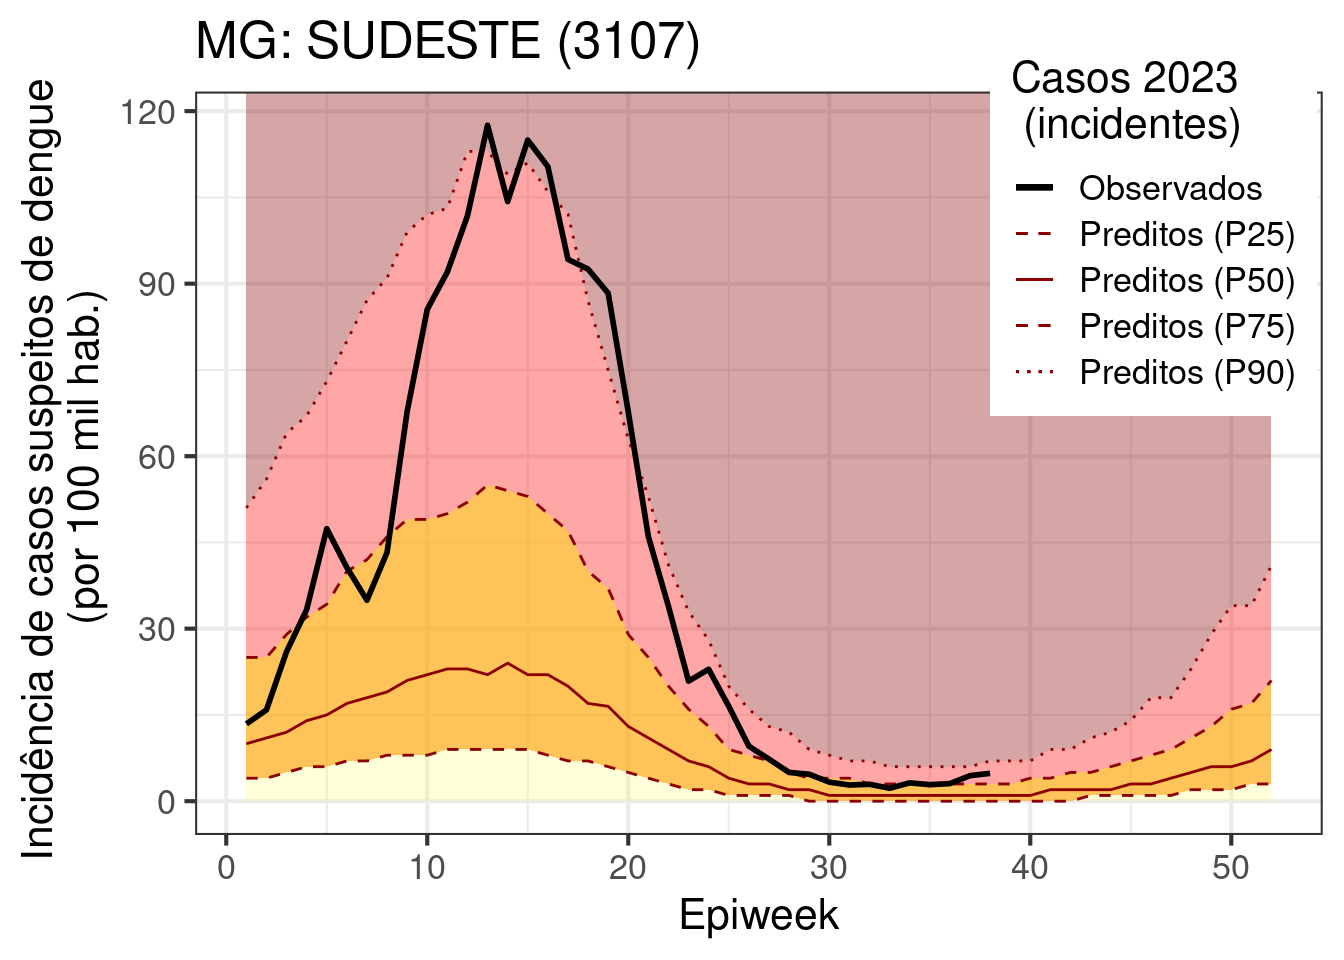 MG: SUDESTE (3107)
Casos 2023
(incidentes)
Observados
Preditos (P25)
Preditos (P50)
Preditos (P75)
Preditos (P90)
Incidência de casos suspeitos de dengue
(por 100 mil hab.)
120
90
60
30
0
0 10 20 30 40 50
Epiweek